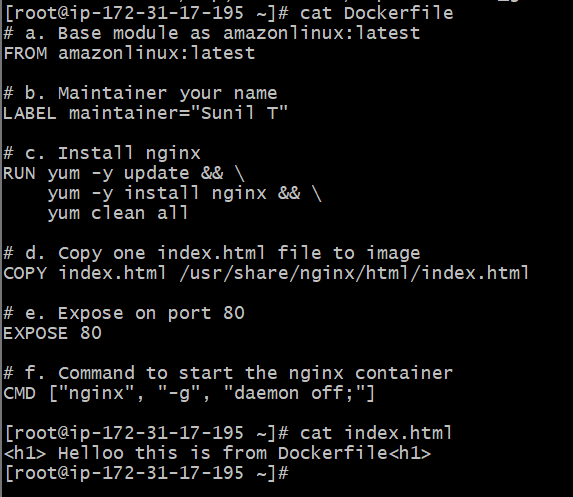 [root@ip-172-31-17-195 ~]# cat Dockerfile
# a. Base module as amazonlinux:latest
FROM amazonlinux:latest

# b. Maintainer your name
LABEL maintainer="Sunil T"

# c. Install nginx
RUN yum -y update && \
    yum -y install nginx && \
    yum clean all

# d. Copy one index.html file to image
COPY index.html /usr/share/nginx/html/index.html

# e. Expose on port 80
EXPOSE 80

# f. Command to start the nginx container
CMD ["nginx", "-g", "daemon off;"]

[root@ip-172-31-17-195 ~]# cat index.html
<h1> Helloo this is from Dockerfile<h1>
[root@ip-172-31-17-195 ~]#